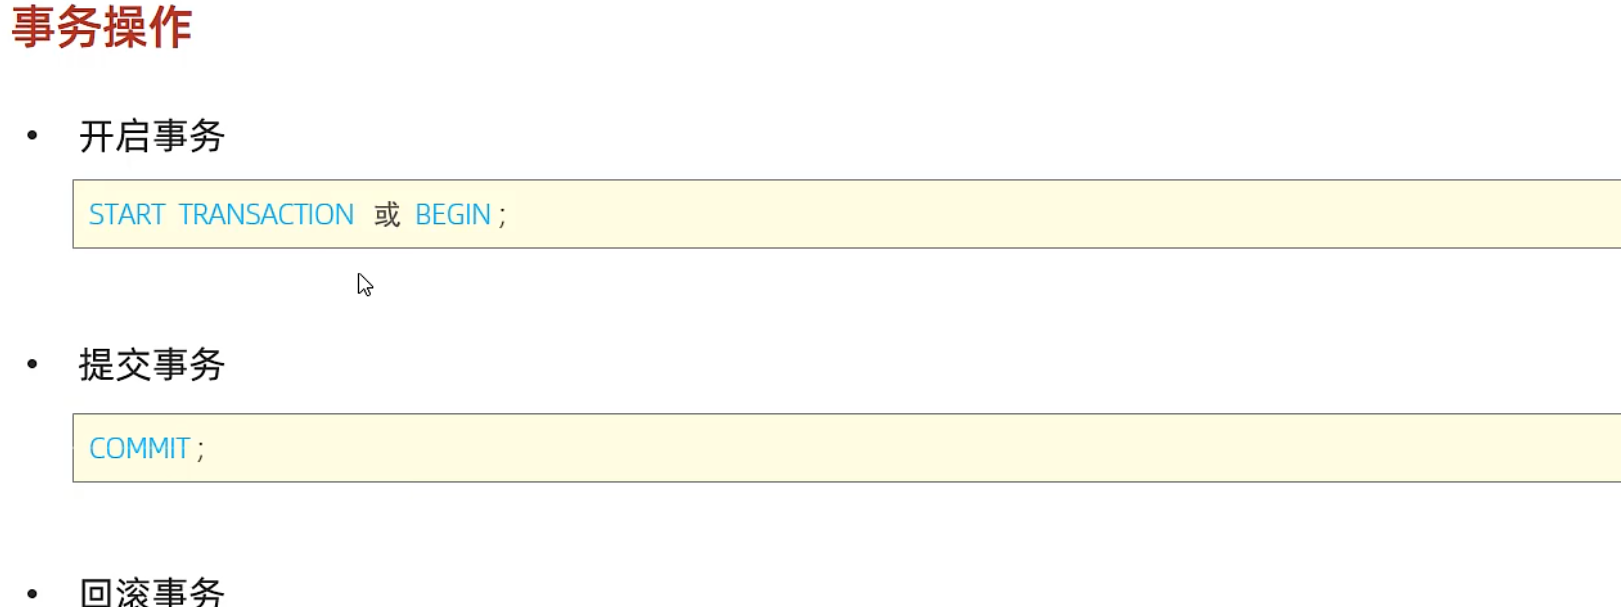 事务操作
• 开启事务
START TRANSACTION 或 BEGIN ;
• 提交事务
COMMIT ;
• 回滚事务